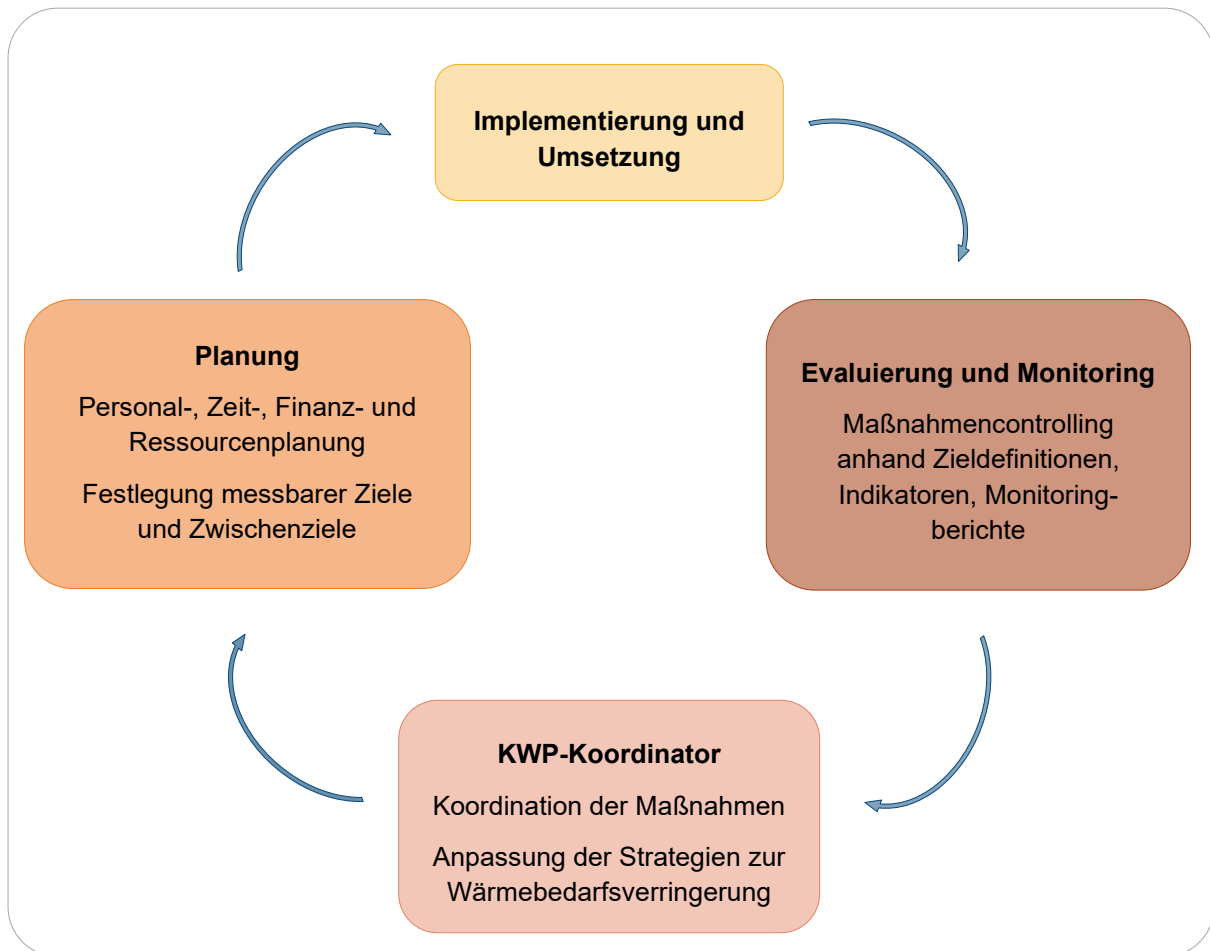 Implementierung und
Umsetzung
Planung
Personal-, Zeit-, Finanz- und
Ressourcenplanung
Festlegung messbarer Ziele
und Zwischenziele
Evaluierung und Monitoring
Maßnahmencontrolling
anhand Zieldefinitionen,
Indikatoren, Monitoring-
berichte
KWP-Koordinator
Koordination der Maßnahmen
Anpassung der Strategien zur
Wärmebedarfsverringerung